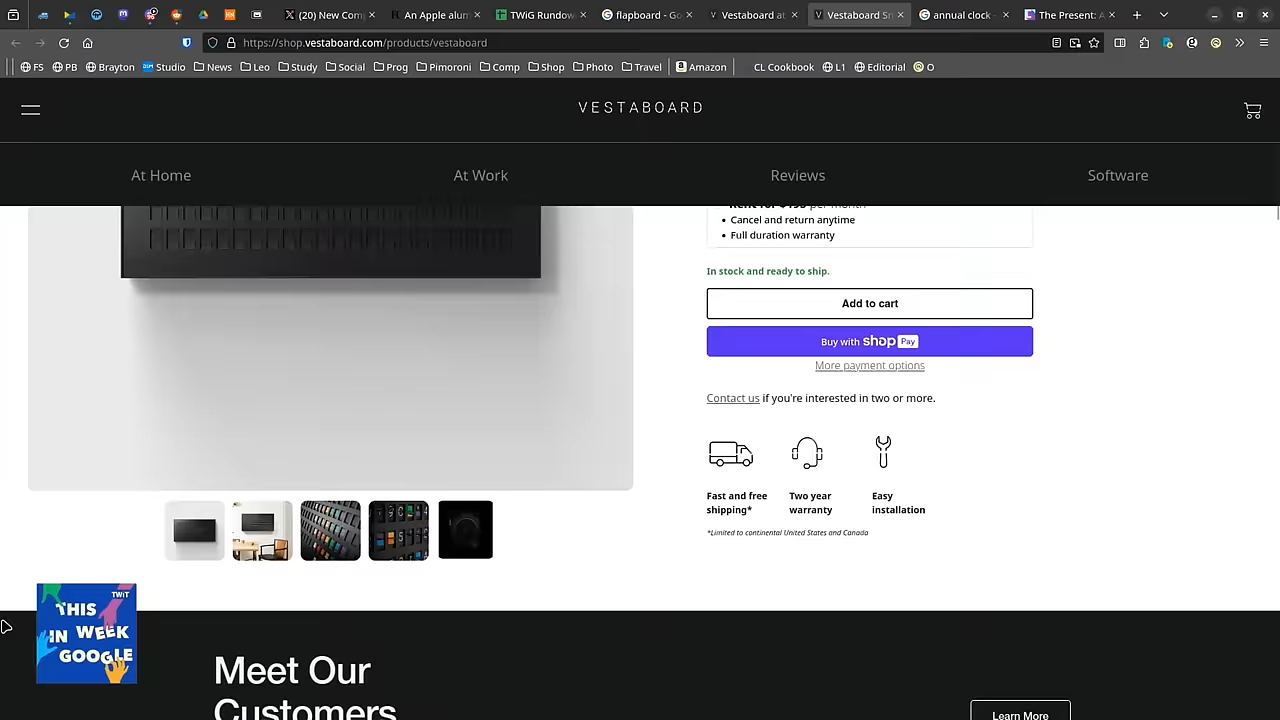 (20) New Comp
An Apple alum
TWiG Rundow
flapboard - Go
Vestaboard at
Vestaboard Sn
annual clock -
The Present: A
https://shop.vestaboard.com/products/vestaboard
FS PB Brayton Studio News Leo Study Social Prog Pimoroni Comp Shop Photo Travel Amazon CL Cookbook L1 Editorial O
VESTABOARD
At Home At Work Reviews Software
Cancel and return anytime
Full duration warranty
In stock and ready to ship.
Add to cart
Buy with shop Pay
More payment options
Contact us if you're interested in two or more.
Fast and free shipping*
Two year warranty
Easy installation
*Limited to continental United States and Canada
TWiT
THIS
IN WEEK
GOOGLE
Meet Our
Customers
Learn More